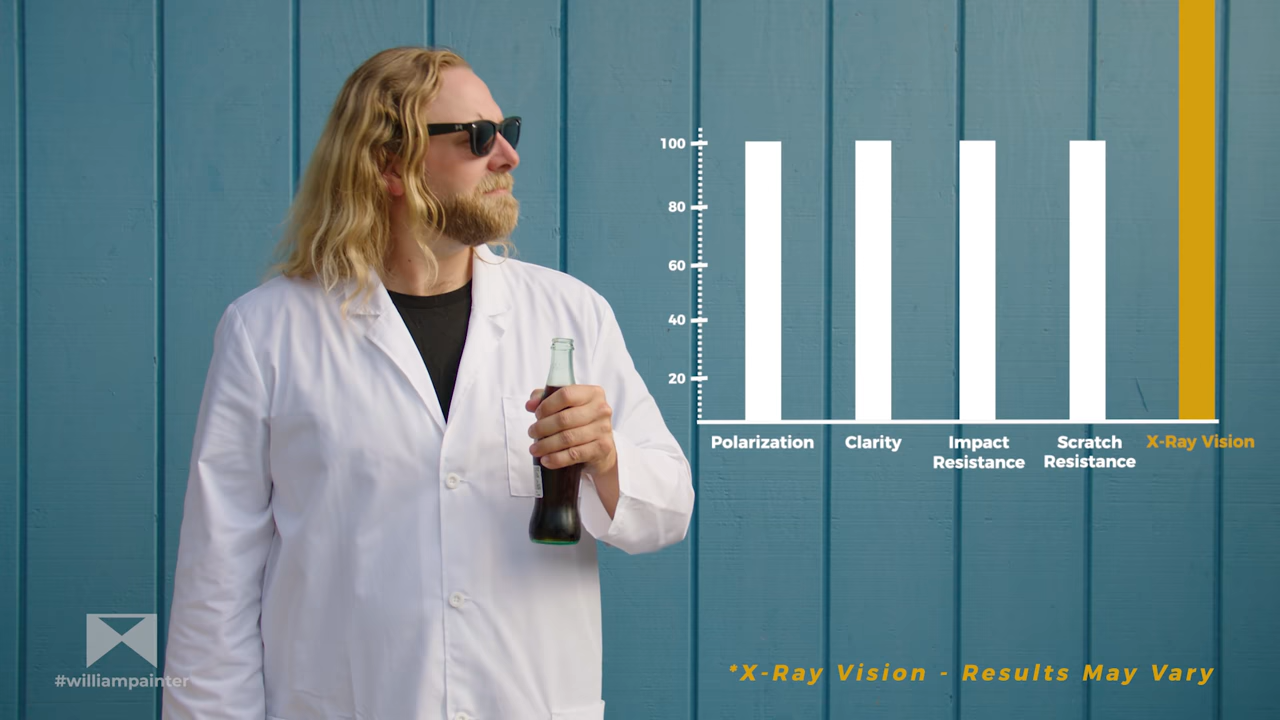 100
80
60
40
20
Polarization
Clarity
Impact
Resistance
Scratch
Resistance
X-Ray Vision
*X-Ray Vision - Results May Vary
#williampainter